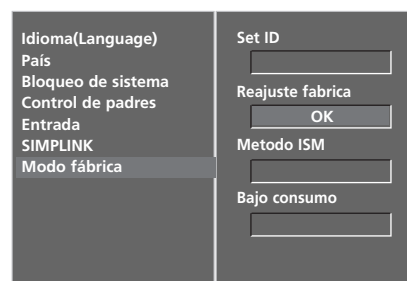 Idioma(Language)
País
Bloqueo de sistema
Control de padres
Entrada
SIMPLINK
Modo fábrica
Set ID
Reajuste fabrica
OK
Metodo ISM
Bajo consumo